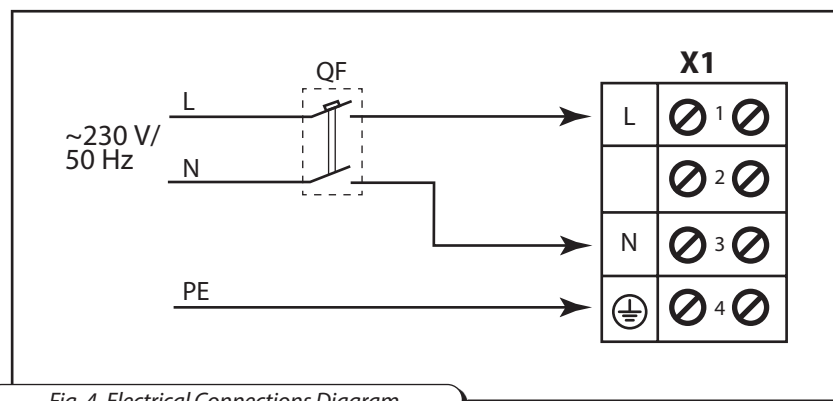 QF
X1
L
~230 V/
50 Hz
N
PE
L 1
2
N 3
4
Fig. 4. Electrical Connections Diagram